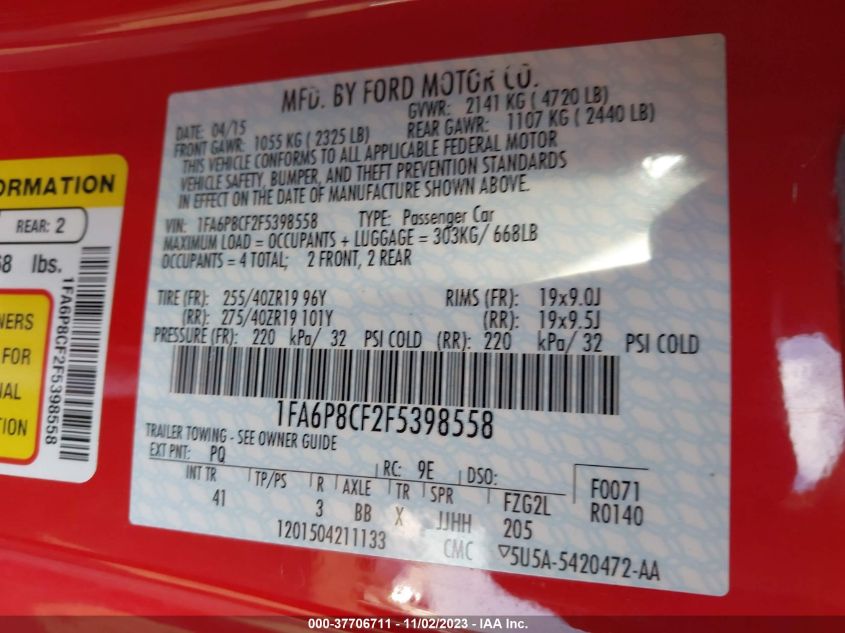 MFD. BY FORD MOTOR CO.
DATE: 04/15
GVWR: 2141 KG ( 4720 LB)
FRONT GAWR: 1055 KG ( 2325 LB)
REAR GAWR: 1107 KG ( 2440 LB)
THIS VEHICLE CONFORMS TO ALL APPLICABLE FEDERAL MOTOR
VEHICLE SAFETY, BUMPER, AND THEFT PREVENTION STANDARDS
IN EFFECT ON THE DATE OF MANUFACTURE SHOWN ABOVE.
VIN: 1FA6P8CF2F5398558 TYPE: Passenger Car
MAXIMUM LOAD = OCCUPANTS + LUGGAGE = 303KG/ 668LB
OCCUPANTS = 4 TOTAL; 2 FRONT, 2 REAR
TIRE (FR): 255/40ZR19 96Y RIMS (FR): 19x9.0J
(RR): 275/40ZR19 101Y (RR): 19x9.5J
PRESSURE (FR): 220 kPa/ 32 PSI COLD (RR): 220 kPa/ 32 PSI COLD
1FA6P8CF2F5398558
TRAILER TOWING - SEE OWNER GUIDE
EXT PNT: PQ RC: 9E DSO: F0071
INT TR TP/PS R AXLE TR SPR FZG2L R0140
41 3 BB X JJHH 205
1201504211133 CMC ▽5U5A-5420472-AA
ORMATION
REAR: 2
68 lbs.
NERS
FOR
IAL
ION
1FA6P8CF2F5398558
000-37706711 - 11/02/2023 - IAA Inc.